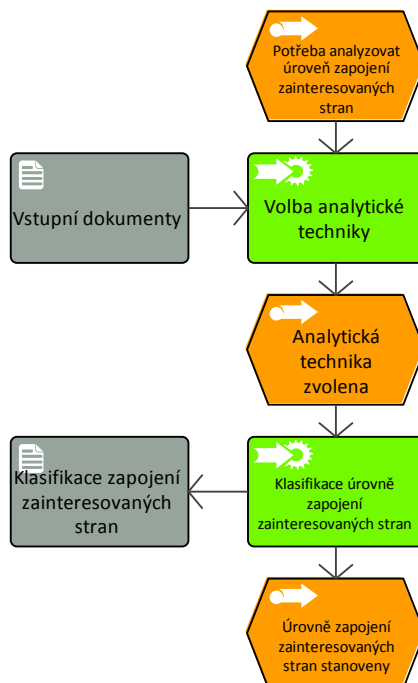 Potřeba analyzovat
úroveň zapojení
zainteresovaných
stran
Vstupní dokumenty
Volba analytické
techniky
Analytická
technika
zvolena
Klasifikace zapojení
zainteresovaných
stran
Klasifikace úrovně
zapojení
zainteresovaných stran
Úrovně zapojení
zainteresovaných
stran stanoveny